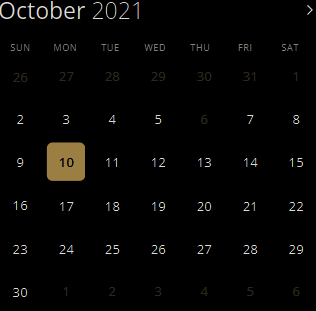 October 2021 >
SUN MON TUE WED THU FRI SAT
26 27 28 29 30 31 1
2 3 4 5 6 7 8
9 10 11 12 13 14 15
16 17 18 19 20 21 22
23 24 25 26 27 28 29
30 1 2 3 4 5 6